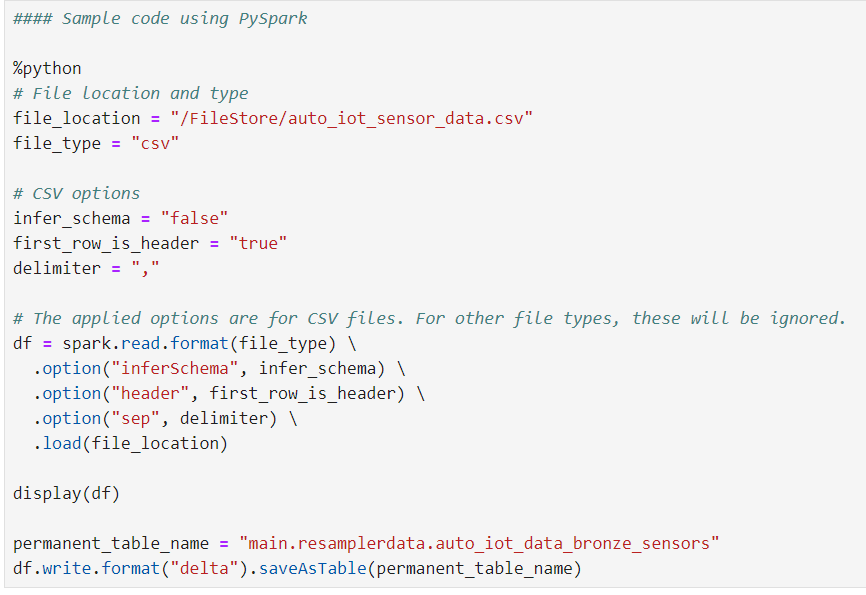 #### Sample code using PySpark
%python
# File location and type
file_location = "/FileStore/auto_iot_sensor_data.csv"
file_type = "csv"
# CSV options
infer_schema = "false"
first_row_is_header = "true"
delimiter = ","
# The applied options are for CSV files. For other file types, these will be ignored.
df = spark.read.format(file_type) \
  .option("inferSchema", infer_schema) \
  .option("header", first_row_is_header) \
  .option("sep", delimiter) \
  .load(file_location)
display(df)
permanent_table_name = "main.resamplerdata.auto_iot_data_bronze_sensors"
df.write.format("delta").saveAsTable(permanent_table_name)